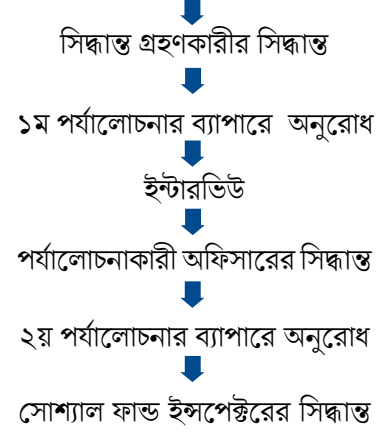 সিদ্ধান্ত গ্রহণকারীর সিদ্ধান্ত
১ম পর্যালোচনার ব্যাপারে অনুরোধ
ইন্টারভিউ
পর্যালোচনাকারী অফিসারের সিদ্ধান্ত
২য় পর্যালোচনার ব্যাপারে অনুরোধ
সোশ্যাল ফান্ড ইন্সপেক্টরের সিদ্ধান্ত